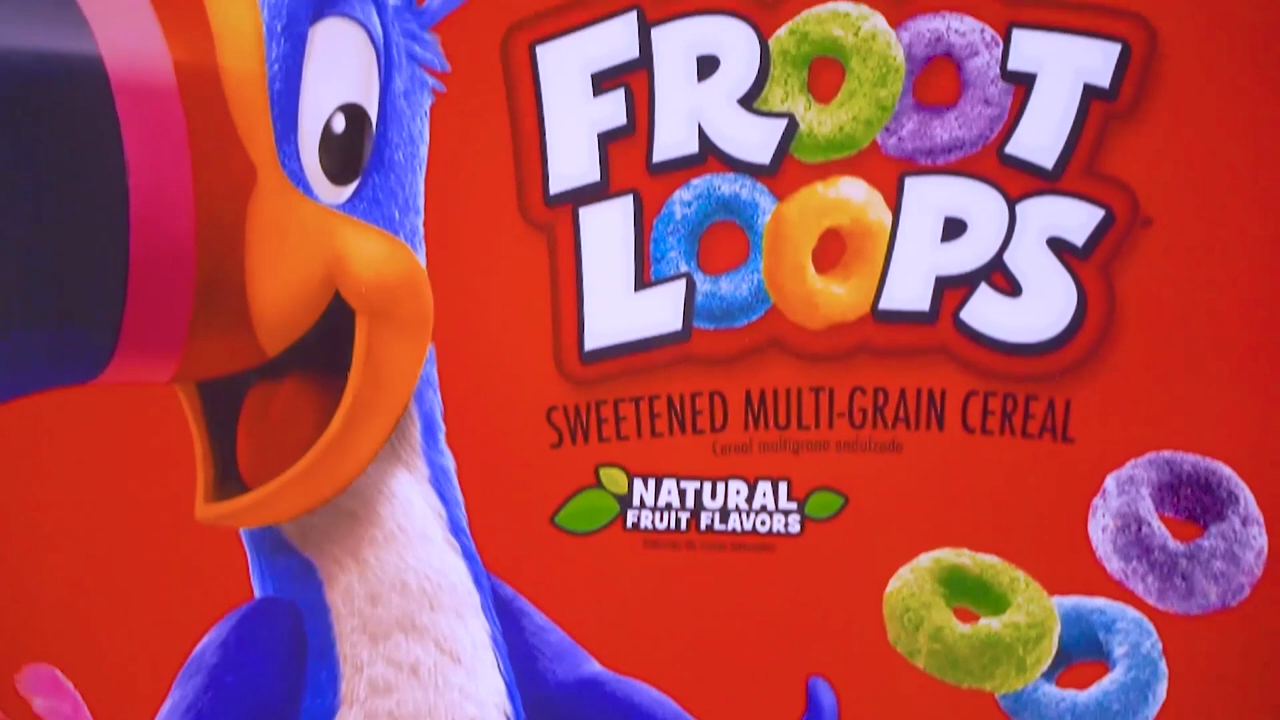 FROOT
LOOPS
SWEETENED MULTI-GRAIN CEREAL
Cereal multigrano endulzado
NATURAL
FRUIT FLAVORS